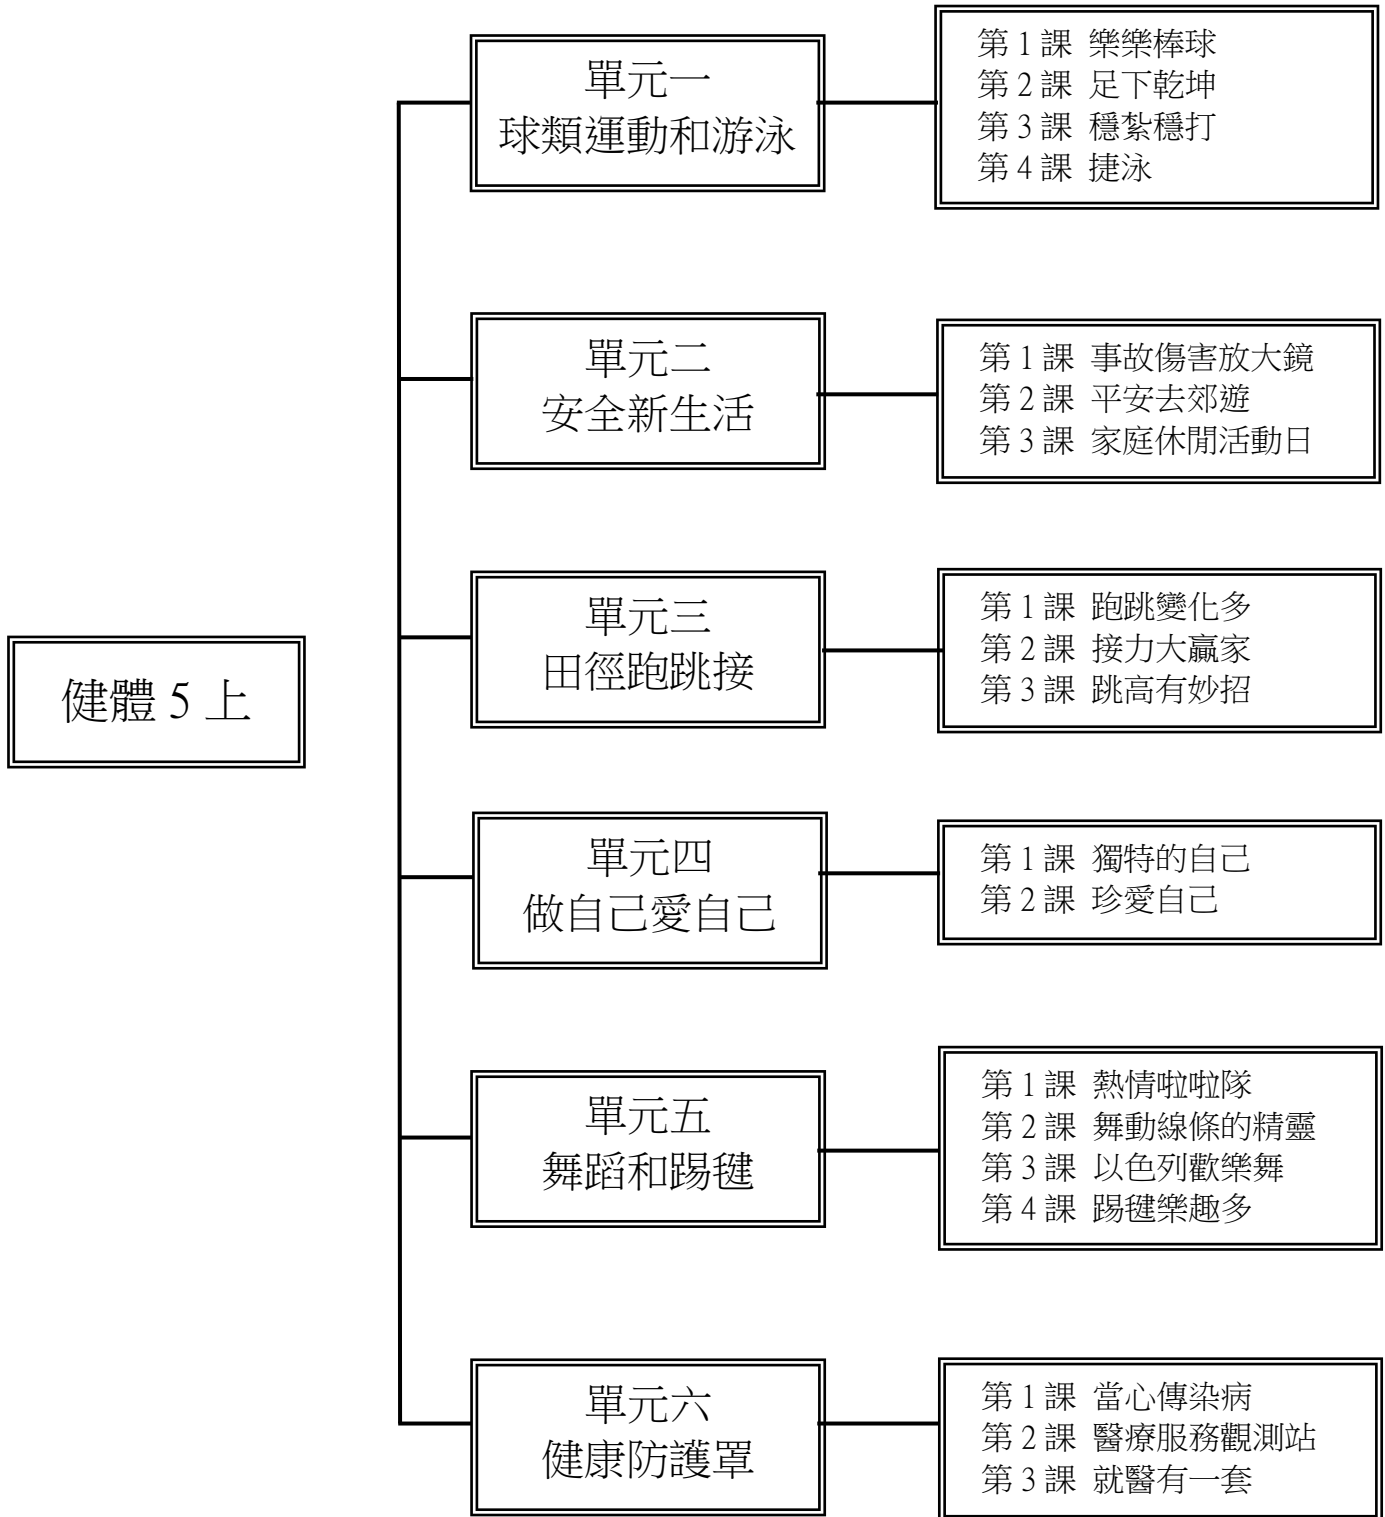 單元一
球類運動和游泳
第 1 課 樂樂棒球
第 2 課 足下乾坤
第 3 課 穩紮穩打
第 4 課 捷泳
單元二
安全新生活
第 1 課 事故傷害放大鏡
第 2 課 平安去郊遊
第 3 課 家庭休閒活動日
健體 5 上
單元三
田徑跑跳接
第 1 課 跑跳變化多
第 2 課 接力大贏家
第 3 課 跳高有妙招
單元四
做自己愛自己
第 1 課 獨特的自己
第 2 課 珍愛自己
單元五
舞蹈和踢毽
第 1 課 熱情啦啦隊
第 2 課 舞動線條的精靈
第 3 課 以色列歡樂舞
第 4 課 踢毽樂趣多
單元六
健康防護罩
第 1 課 當心傳染病
第 2 課 醫療服務觀測站
第 3 課 就醫有一套